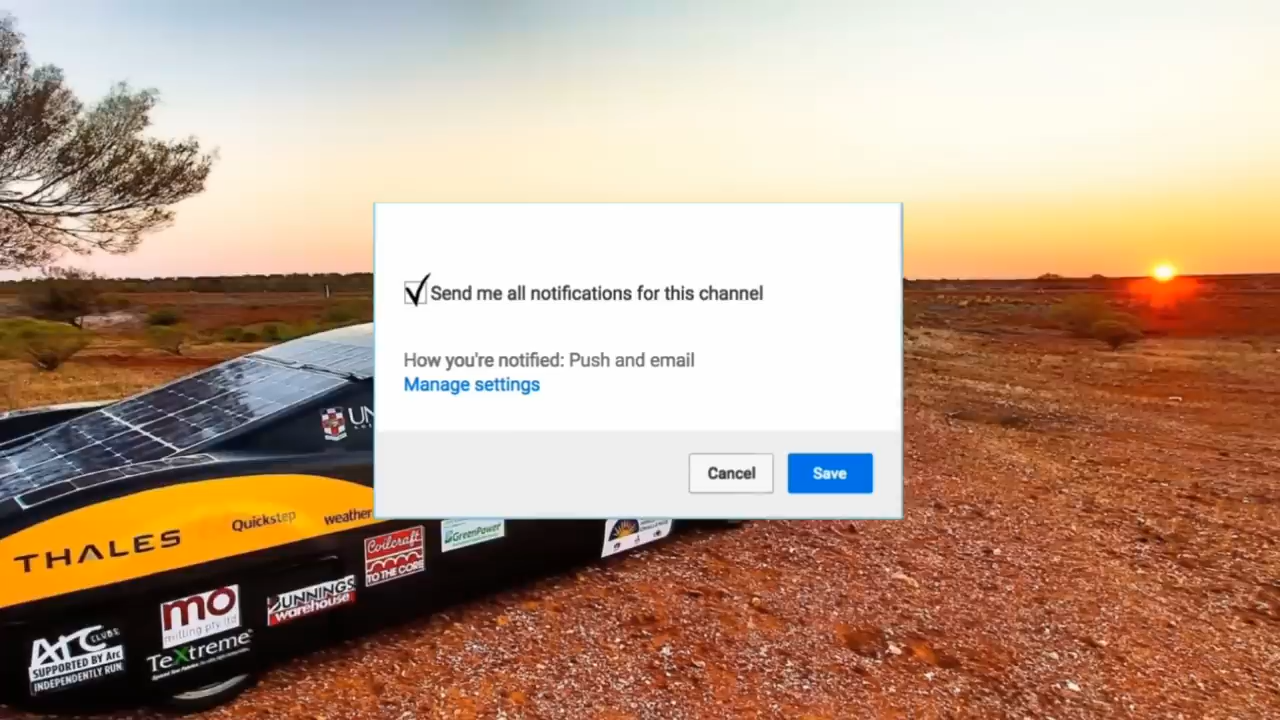 Send me all notifications for this channel
How you're notified: Push and email
Manage settings
Cancel
Save
UN
THALES
Quickstep
weather
Coilcraft
TO THE CORE
GreenPower
BUNNINGS
warehouse
mo
milling pty ltd
TeXtreme
ARC CLUBS
SUPPORTED BY Arc
INDEPENDENTLY RUN